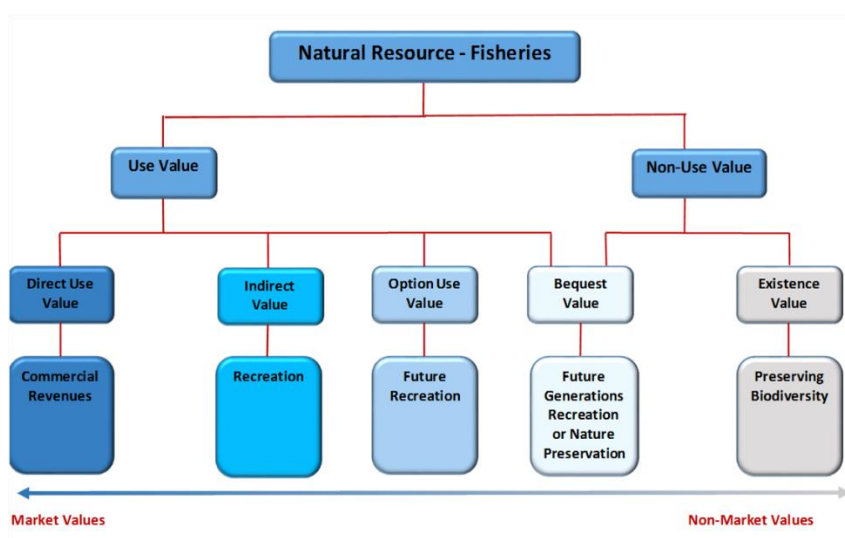 Natural Resource - Fisheries
Use Value
Non-Use Value
Direct Use
Value
Indirect
Value
Option Use
Value
Bequest
Value
Existence
Value
Commercial
Revenues
Recreation
Future
Recreation
Future
Generations
Recreation
or Nature
Preservation
Preserving
Biodiversity
Market Values
Non-Market Values